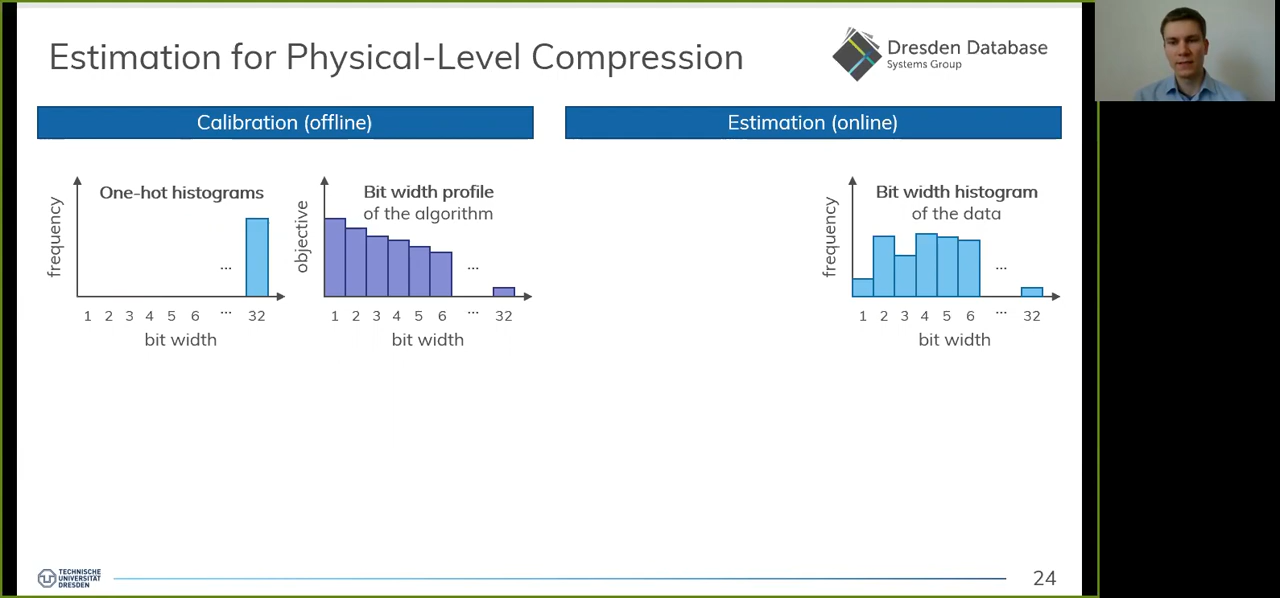 Estimation for Physical-Level Compression
Dresden Database
Systems Group
Calibration (offline)
Estimation (online)
One-hot histograms
frequency
...
1 2 3 4 5 6 ... 32
bit width
Bit width profile
of the algorithm
objective
...
1 2 3 4 5 6 ... 32
bit width
Bit width histogram
of the data
frequency
...
1 2 3 4 5 6 ... 32
bit width
TECHNISCHE
UNIVERSITÄT
DRESDEN
24